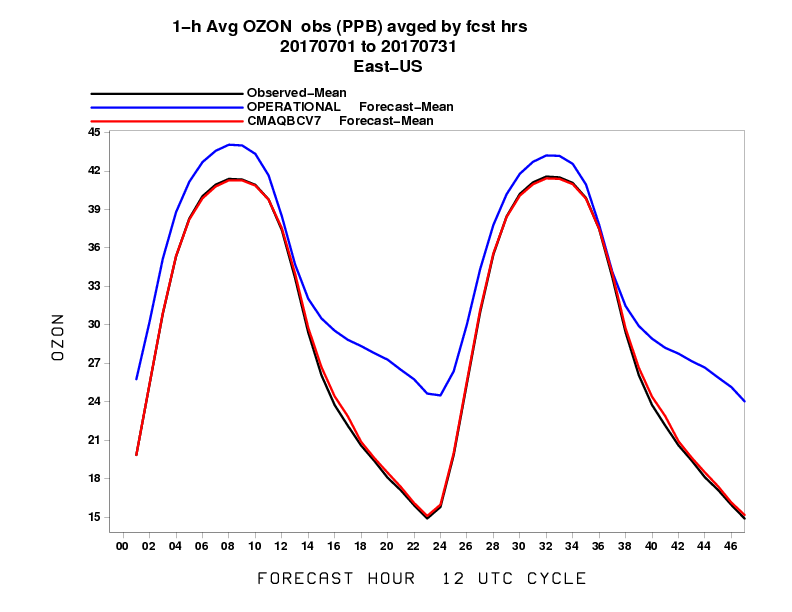 1-h Avg OZON obs (PPB) avged by fcst hrs
20170701 to 20170731
East-US
Observed-Mean
OPERATIONAL Forecast-Mean
CMAQBCV7 Forecast-Mean
45
42
39
36
33
30
27
24
21
18
15
OZON
00 02 04 06 08 10 12 14 16 18 20 22 24 26 28 30 32 34 36 38 40 42 44 46
FORECAST HOUR 12 UTC CYCLE